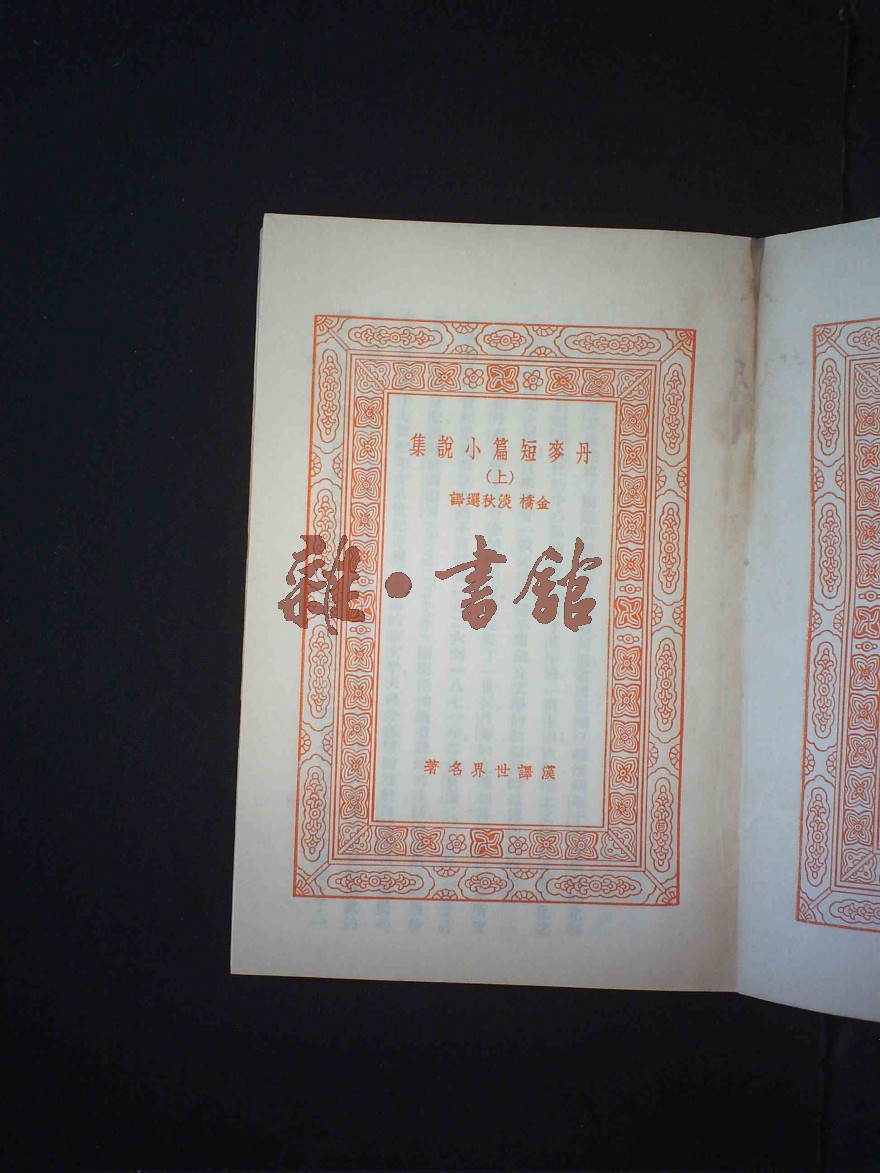 丹麥短篇小說集
(上)
金橋 淡秋選譯
雜·書館
漢譯世界名著